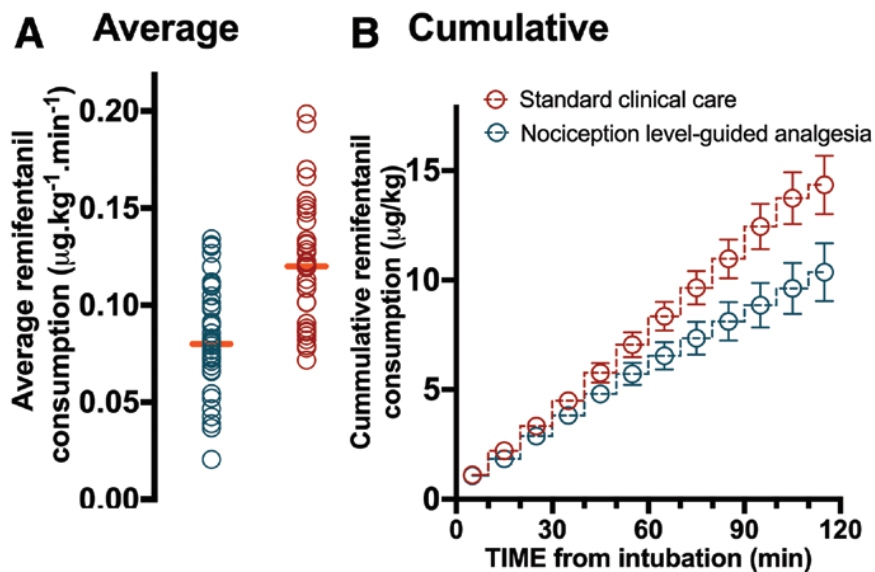 A Average
Average remifentanil
consumption (μg.kg-1.min-1)
0.20
0.15
0.10
0.05
0.00
B Cumulative
Standard clinical care
Nociception level-guided analgesia
Cummulative remifentanil
consumption (μg/kg)
15
10
5
0
0 30 60 90 120
TIME from intubation (min)